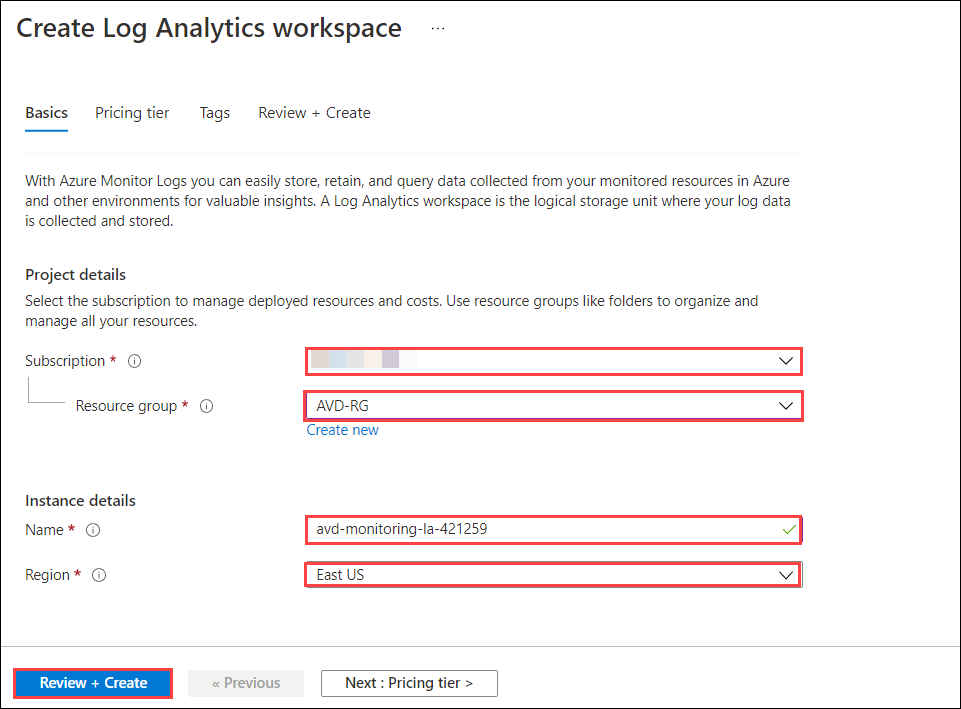 Create Log Analytics workspace ...
Basics Pricing tier Tags Review + Create
With Azure Monitor Logs you can easily store, retain, and query data collected from your monitored resources in Azure
and other environments for valuable insights. A Log Analytics workspace is the logical storage unit where your log data
is collected and stored.
Project details
Select the subscription to manage deployed resources and costs. Use resource groups like folders to organize and
manage all your resources.
Subscription *
Resource group * AVD-RG
Create new
Instance details
Name * avd-monitoring-la-421259
Region * East US
Review + Create « Previous Next : Pricing tier >